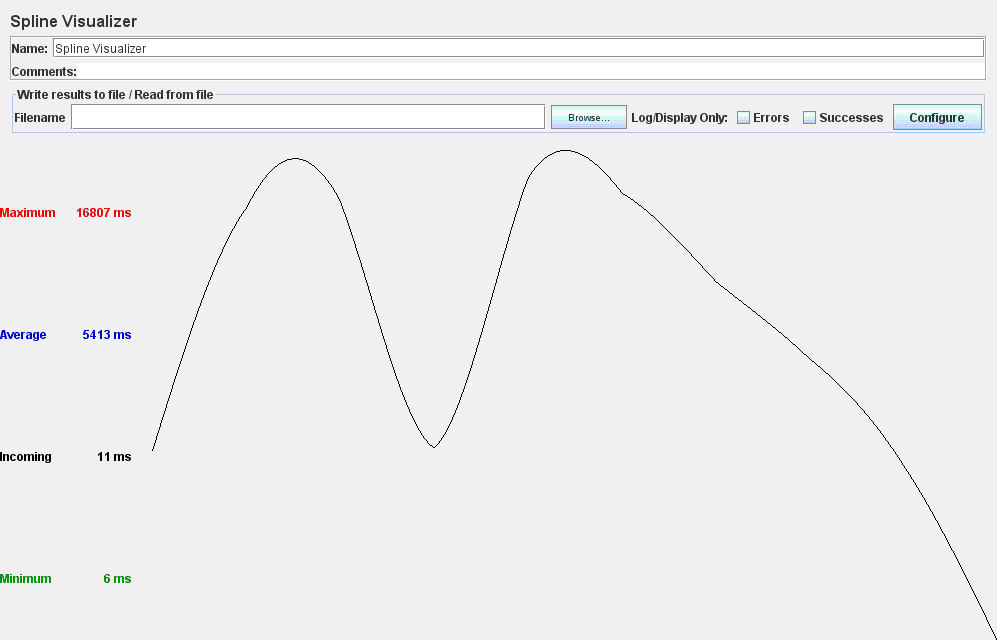 Spline Visualizer
Name: Spline Visualizer
Comments:
Write results to file / Read from file
Filename Browse... Log/Display Only: Errors Successes Configure
Maximum 16807 ms
Average 5413 ms
Incoming 11 ms
Minimum 6 ms